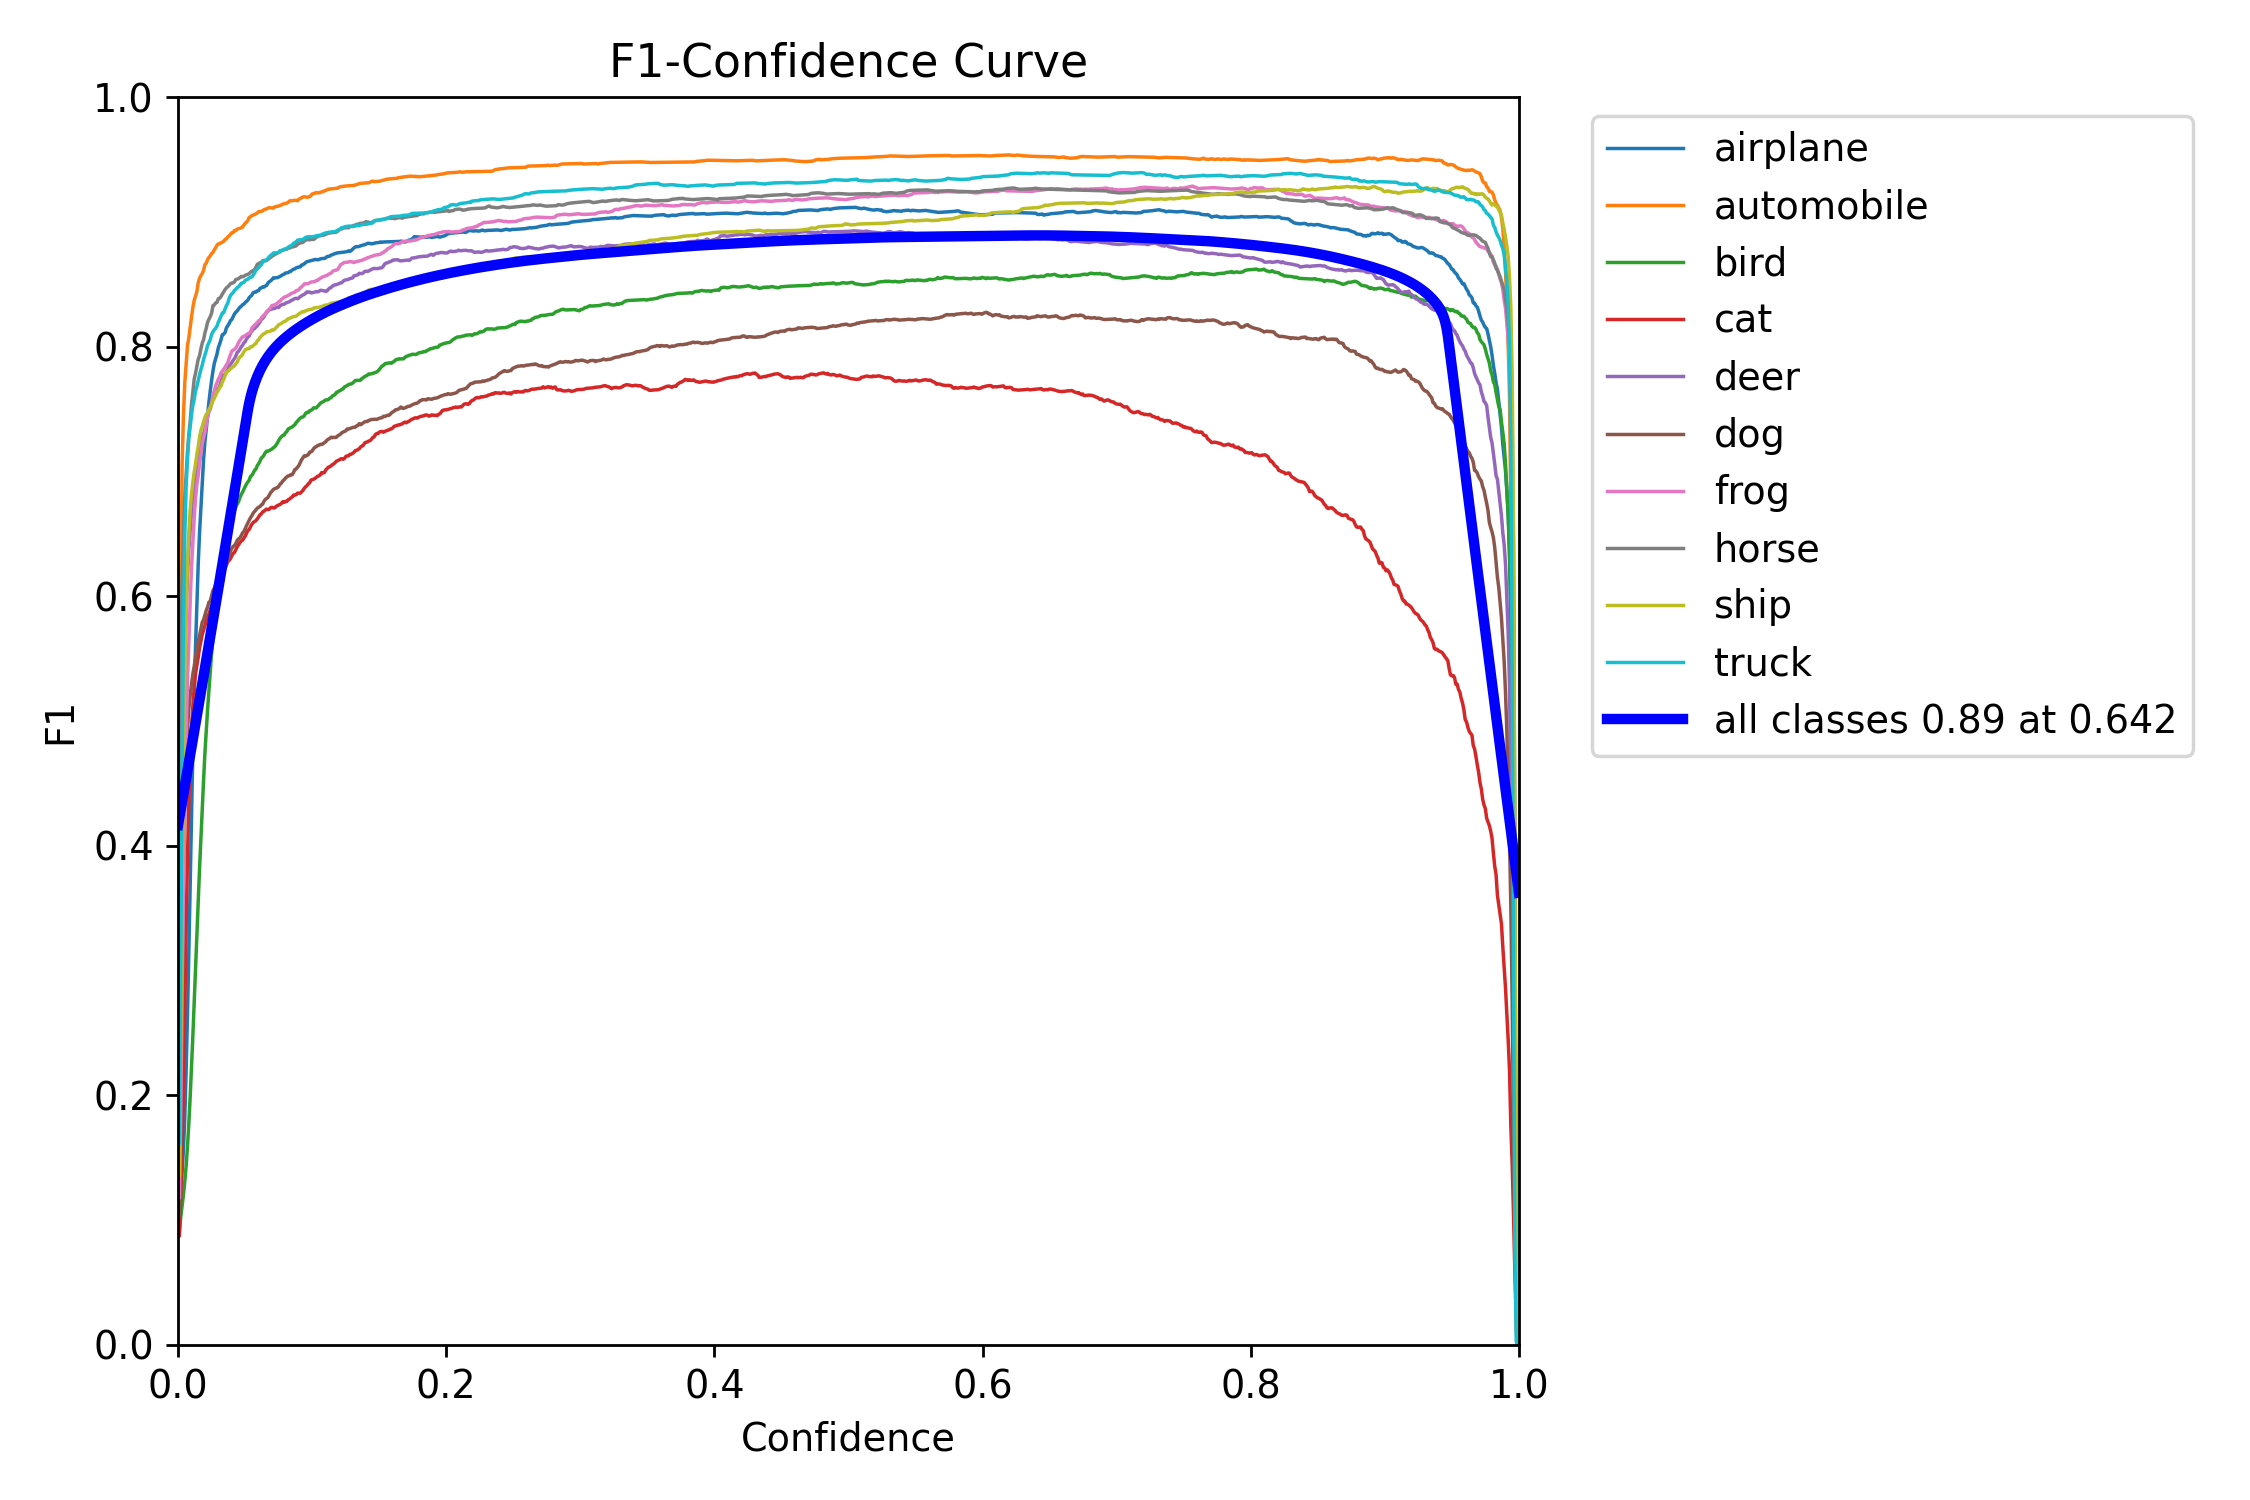 F1-Confidence Curve
1.0
0.8
0.6
0.4
0.2
0.0
F1
0.0 0.2 0.4 0.6 0.8 1.0
Confidence
airplane
automobile
bird
cat
deer
dog
frog
horse
ship
truck
all classes 0.89 at 0.642